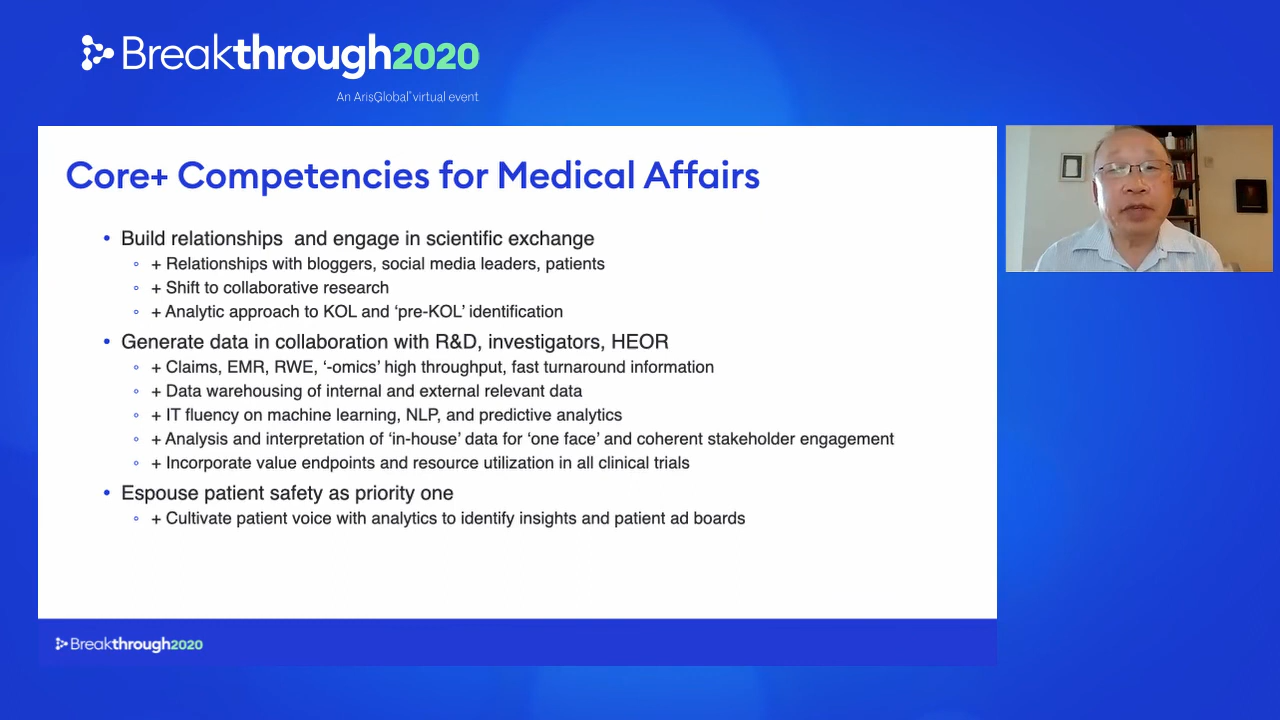 Breakthrough2020
An ArisGlobal® virtual event
Core+ Competencies for Medical Affairs
• Build relationships and engage in scientific exchange
◦ + Relationships with bloggers, social media leaders, patients
◦ + Shift to collaborative research
◦ + Analytic approach to KOL and ‘pre-KOL’ identification
• Generate data in collaboration with R&D, investigators, HEOR
◦ + Claims, EMR, RWE, ‘-omics’ high throughput, fast turnaround information
◦ + Data warehousing of internal and external relevant data
◦ + IT fluency on machine learning, NLP, and predictive analytics
◦ + Analysis and interpretation of ‘in-house’ data for ‘one face’ and coherent stakeholder engagement
◦ + Incorporate value endpoints and resource utilization in all clinical trials
• Espouse patient safety as priority one
◦ + Cultivate patient voice with analytics to identify insights and patient ad boards
Breakthrough2020